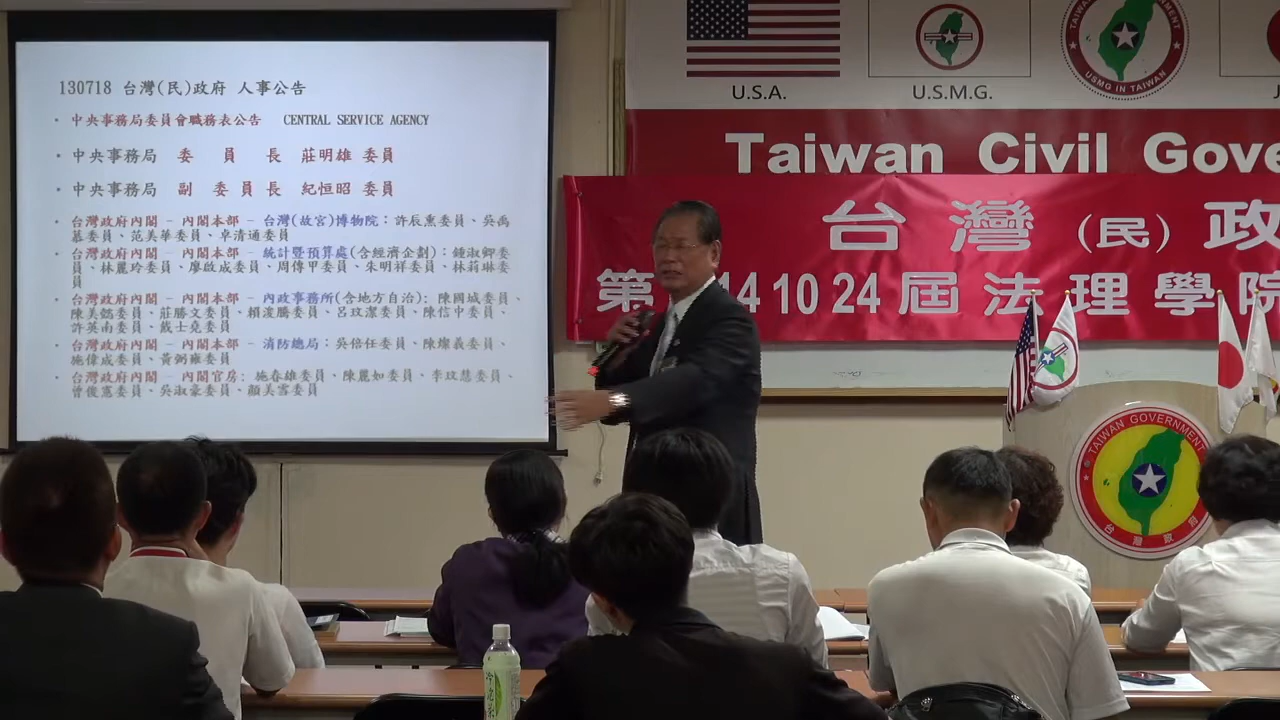 130718 台灣(民)政府 人事公告
• 中央事務局委員會職務表公告 CENTRAL SERVICE AGENCY
• 中央事務局 委 員 長 莊明雄 委員
• 中央事務局 副 委 員 長 紀恒昭 委員
• 台灣政府內閣 - 內閣本部 - 台灣(故宮)博物院：許辰熏委員、吳禹
慕委員、范美華委員、卓清通委員
• 台灣政府內閣 - 內閣本部 - 統計暨預算處(含經濟企劃)：鍾淑卿委
員、林麗玲委員、廖啟成委員、周傳甲委員、朱明祥委員、林莉琳委
員
• 台灣政府內閣 - 內閣本部 - 內政事務所(含地方自治)：陳國城委員、
陳美懿委員、莊勝文委員、賴浚騰委員、呂玟潔委員、陳信中委員、
許英南委員、戴士堯委員
• 台灣政府內閣 - 內閣本部 - 消防總局：吳倍任委員、陳燦義委員、
施偉成委員、黃弼雍委員
• 台灣政府內閣 - 內閣官房：施春雄委員、陳麗如委員、李玟慧委員、
曾俊憲委員、吳淑豪委員、顏美雪委員
U.S.A.
U.S.M.G.
TAIWAN
USMG IN TAIWAN
J
Taiwan Civil Gove
台灣(民)政
第 14 10 24 屆法理學院
TAIWAN GOVERNMENT
台灣政府